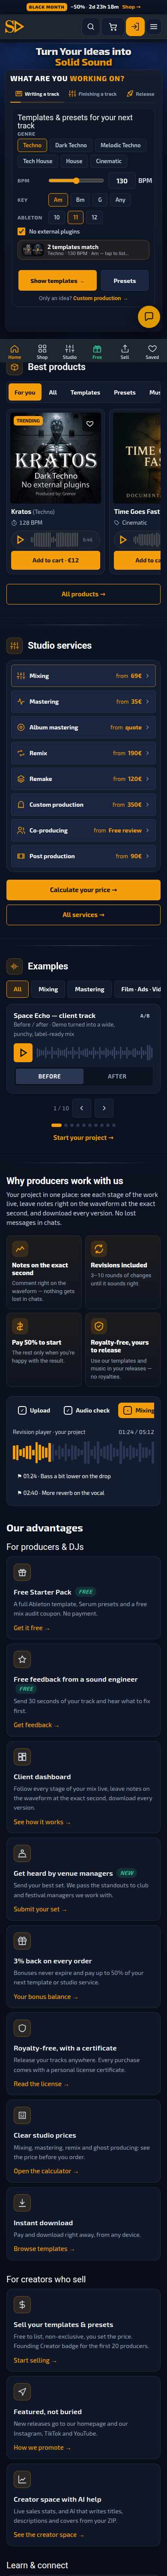 BLACK MONTH -50% · 2d 23h 18m Shop →
Turn Your Ideas into
Solid Sound
WHAT ARE YOU WORKING ON?
Writing a track
Finishing a track
Release
Templates & presets for your next track
GENRE
Techno
Dark Techno
Melodic Techno
Tech House
House
Cinematic
BPM
130 BPM
KEY
Am
Bm
G
Any
ABLETON
10
11
12
No external plugins
2 templates match
Techno · 130 BPM · Am — tap to list...
Show templates →
Presets
Only an idea? Custom production →
Home
Shop
Studio
Free
Sell
Saved
Best products
For you
All
Templates
Presets
Mus
TRENDING
KRATOS
Dark Techno
No external plugins
Kratos (Techno)
128 BPM
Add to cart · €12
Time Goes Fast
Cinematic
Add to ca
All products →
Studio services
Mixing from 69€
Mastering from 35€
Album mastering from quote
Remix from 190€
Remake from 120€
Custom production from 350€
Co-producing from Free review
Post production from 90€
Calculate your price →
All services →
Examples
All
Mixing
Mastering
Film · Ads · Vid
Space Echo — client track
A/B
Before / after · Demo turned into a wide, punchy, label-ready mix
BEFORE
AFTER
1 / 10
Start your project →
Why producers work with us
Your project in one place: see each stage of the work live, leave notes on the waveform at the exact second, and download every version. No lost messages in chats.
Notes on the exact second
Comment right on the waveform — nothing gets lost in chats.
Revisions included
3–10 rounds of changes until it sounds right.
Pay 50% to start
The rest only when you're happy with the result.
Royalty-free, yours to release
Use our templates and music in your releases — no royalties.
Upload
Audio check
Mixing
Revision player · your project
01:24 / 05:12
01:24 · Bass a bit lower on the drop
02:40 · More reverb on the vocal
Our advantages
For producers & DJs
Free Starter Pack FREE
A full Ableton template, Serum presets and a free mix audit coupon. No payment.
Get it free →
Free feedback from a sound engineer FREE
Send 30 seconds of your track and hear what to fix first.
Get feedback →
Client dashboard
Follow every stage of your mix live, leave notes on the waveform at the exact second, download every version.
See how it works →
Get heard by venue managers NEW
Send your best set. We pass the standouts to club and festival managers we work with.
Submit your set →
3% back on every order
Bonuses never expire and pay up to 50% of your next template or studio service.
Your bonus balance →
Royalty-free, with a certificate
Release your tracks anywhere. Every purchase comes with a personal license certificate.
Read the license →
Clear studio prices
Mixing, mastering, remix and ghost producing: see the price before you order.
Open the calculator →
Instant download
Pay and download right away, from any device.
Browse templates →
For creators who sell
Sell your templates & presets
Free to list, non-exclusive, you set the price. Founding Creator badge for the first 20 producers.
Start selling →
Featured, not buried
New releases go to our homepage and our Instagram, TikTok and YouTube.
How we promote →
Creator space with AI help
Live sales stats, and AI that writes titles, descriptions and covers from your ZIP.
See the creator space →
Learn & connect